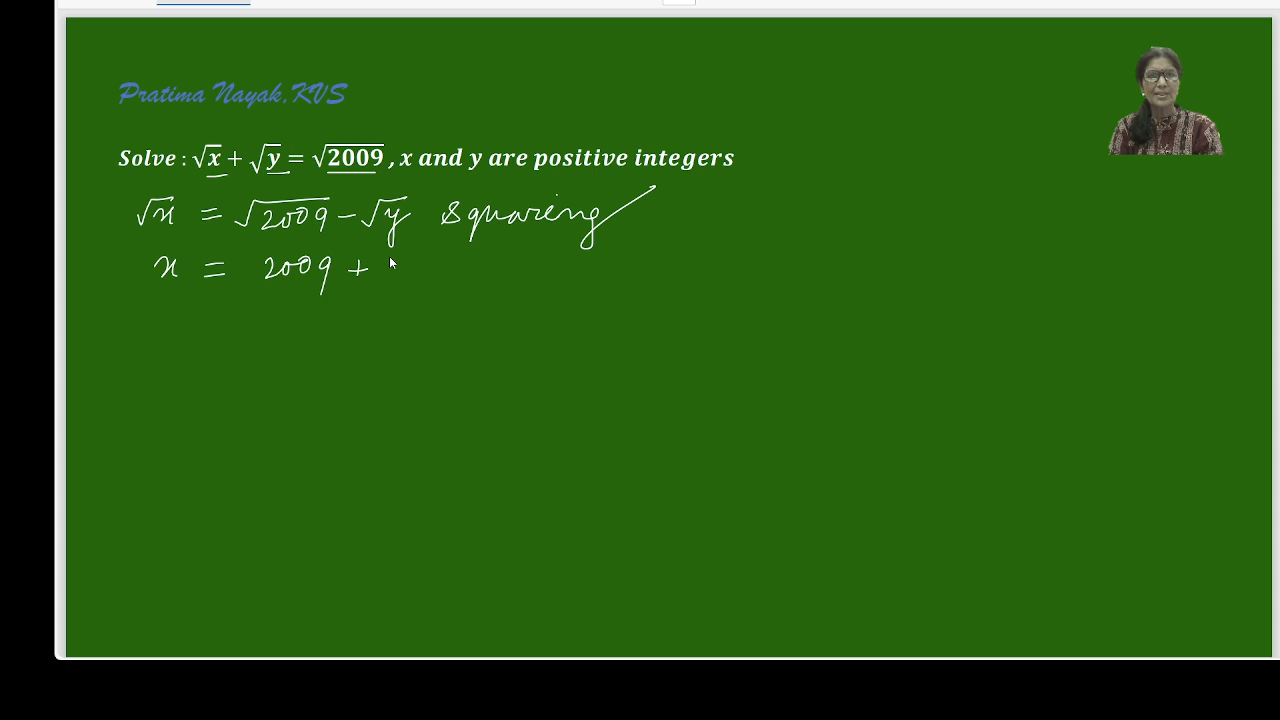 Pratima Nayak,KVS
Solve : √x + √y = √2009 , x and y are positive integers
√x = √2009 − √y squaring
x = 2009 +